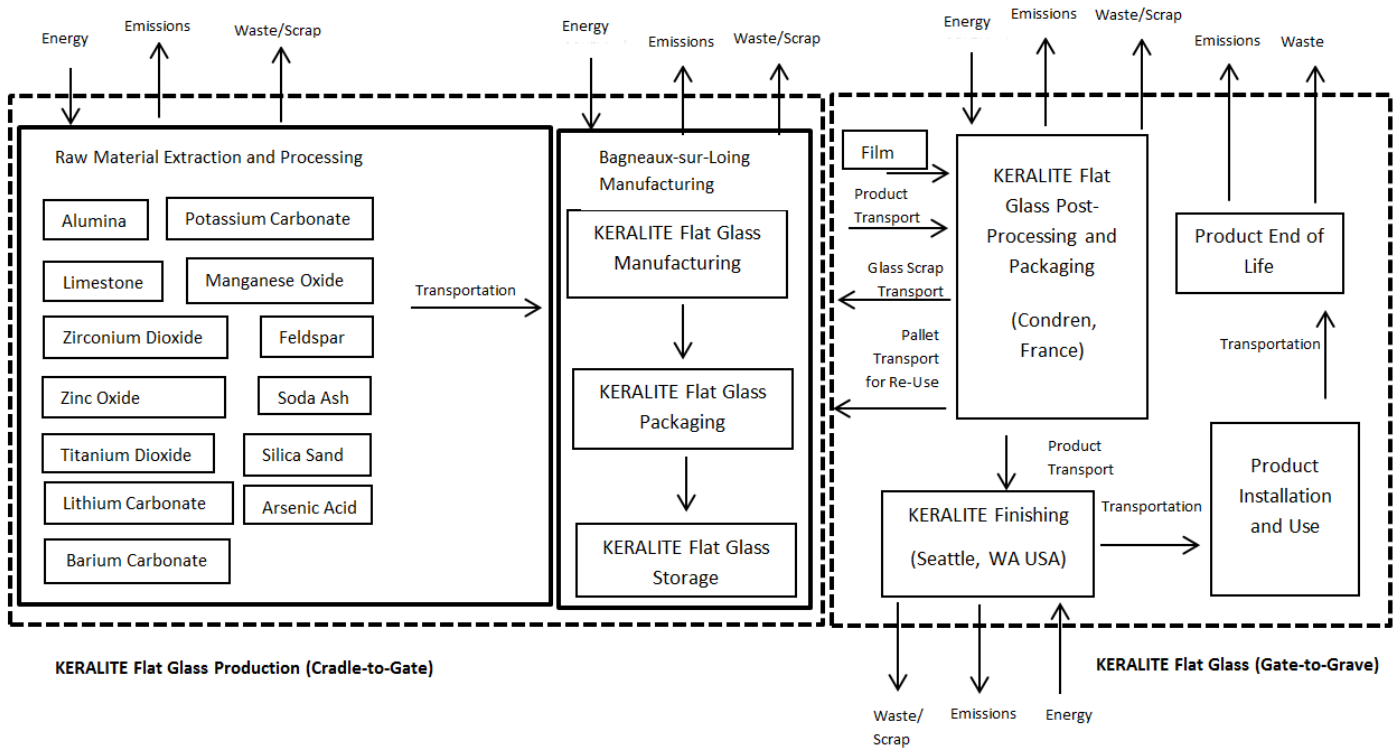 Energy
Emissions
Waste/Scrap
Energy
Emissions
Waste/Scrap
Energy
Emissions
Waste/Scrap
Emissions
Waste
Raw Material Extraction and Processing
Alumina
Potassium Carbonate
Limestone
Manganese Oxide
Zirconium Dioxide
Feldspar
Zinc Oxide
Soda Ash
Titanium Dioxide
Silica Sand
Lithium Carbonate
Arsenic Acid
Barium Carbonate
Transportation
Bagneaux-sur-Loing
Manufacturing
KERALITE Flat Glass
Manufacturing
KERALITE Flat Glass
Packaging
KERALITE Flat Glass
Storage
Film
Product
Transport
Glass Scrap
Transport
Pallet
Transport
for Re-Use
KERALITE Flat
Glass Post-
Processing and
Packaging
(Condren,
France)
Product
Transport
KERALITE Finishing
(Seattle, WA USA)
Transportation
Product
Installation
and Use
Transportation
Product End of
Life
Waste/
Scrap
Emissions
Energy
KERALITE Flat Glass Production (Cradle-to-Gate)
KERALITE Flat Glass (Gate-to-Grave)